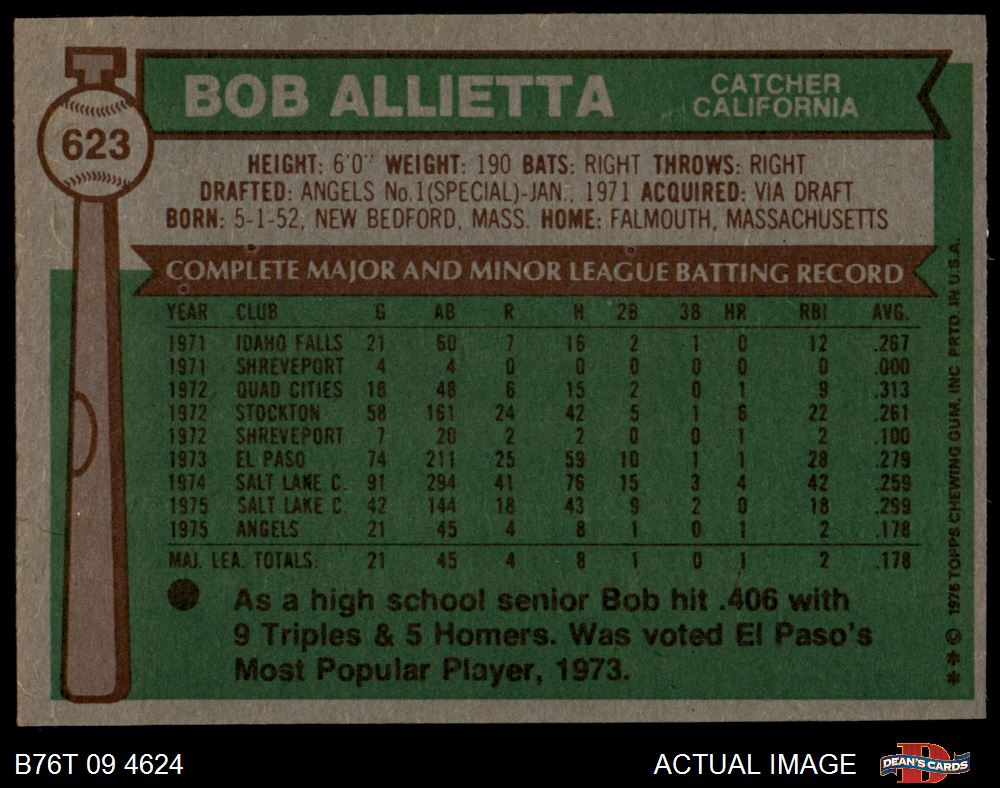 BOB ALLIETTA
CATCHER
CALIFORNIA
623
HEIGHT: 6'0" WEIGHT: 190 BATS: RIGHT THROWS: RIGHT
DRAFTED: ANGELS No.1(SPECIAL)-JAN., 1971 ACQUIRED: VIA DRAFT
BORN: 5-1-52, NEW BEDFORD, MASS. HOME: FALMOUTH, MASSACHUSETTS
COMPLETE MAJOR AND MINOR LEAGUE BATTING RECORD
YEAR CLUB G AB R H 2B 3B HR RBI AVG.
1971 IDAHO FALLS 21 60 7 16 2 1 0 12 .267
1971 SHREVEPORT 4 4 0 0 0 0 0 0 .000
1972 QUAD CITIES 18 48 6 15 2 0 1 9 .313
1972 STOCKTON 58 161 24 42 5 1 6 22 .261
1972 SHREVEPORT 7 20 2 2 0 0 1 2 .100
1973 EL PASO 74 211 25 59 10 1 1 28 .279
1974 SALT LAKE C. 91 294 41 76 15 3 4 42 .259
1975 SALT LAKE C. 42 144 18 43 9 2 0 18 .299
1975 ANGELS 21 45 4 8 1 0 1 2 .178
MAJ. LEA. TOTALS: 21 45 4 8 1 0 1 2 .178
As a high school senior Bob hit .406 with
9 Triples & 5 Homers. Was voted El Paso's
Most Popular Player, 1973.
** © 1976 TOPPS CHEWING GUM, INC PRTD. IN U.S.A.
B76T 09 4624
ACTUAL IMAGE
DEAN'S CARDS